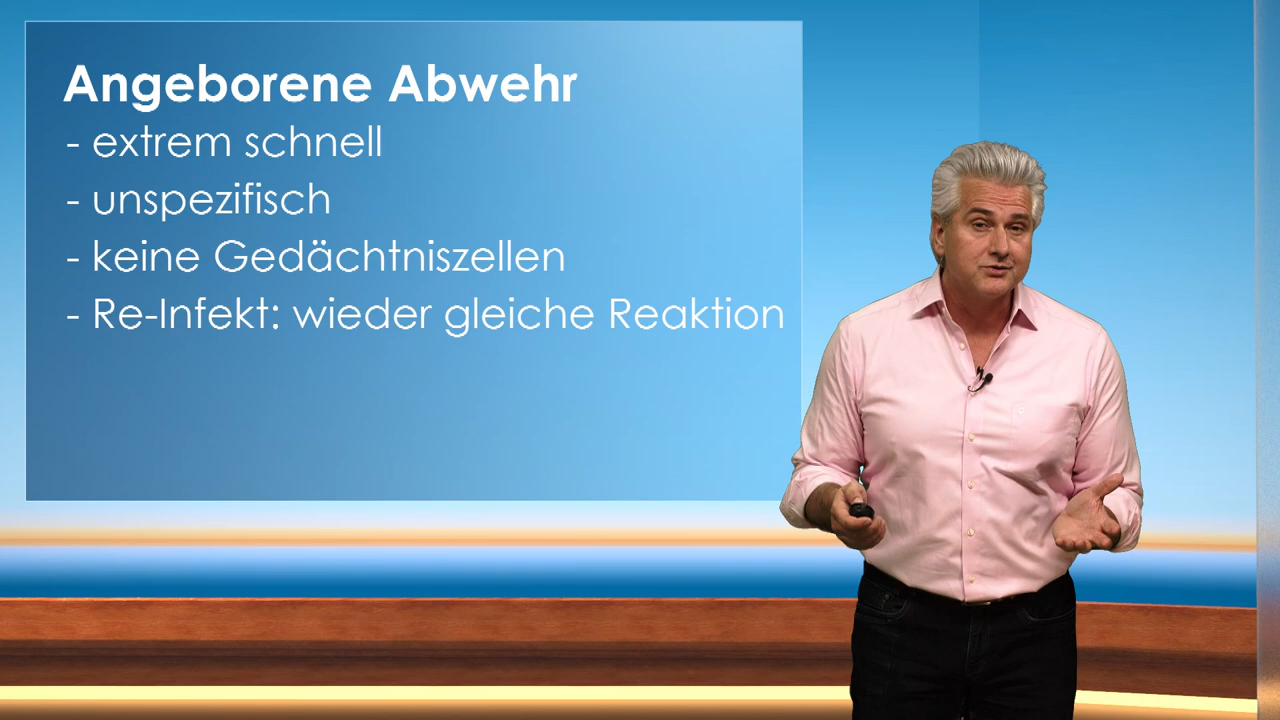 Angeborene Abwehr
- extrem schnell
- unspezifisch
- keine Gedächtniszellen
- Re-Infekt: wieder gleiche Reaktion